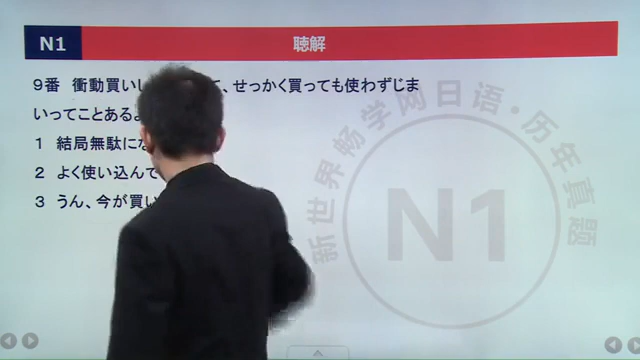 N1
聴解
9番 衝動買いし て、せっかく買っても使わずじま
いってことあるよ
1 結局無駄にな
2 よく使い込んで
3 うん、今が買い
新世界畅学网日语·历年真题
N1